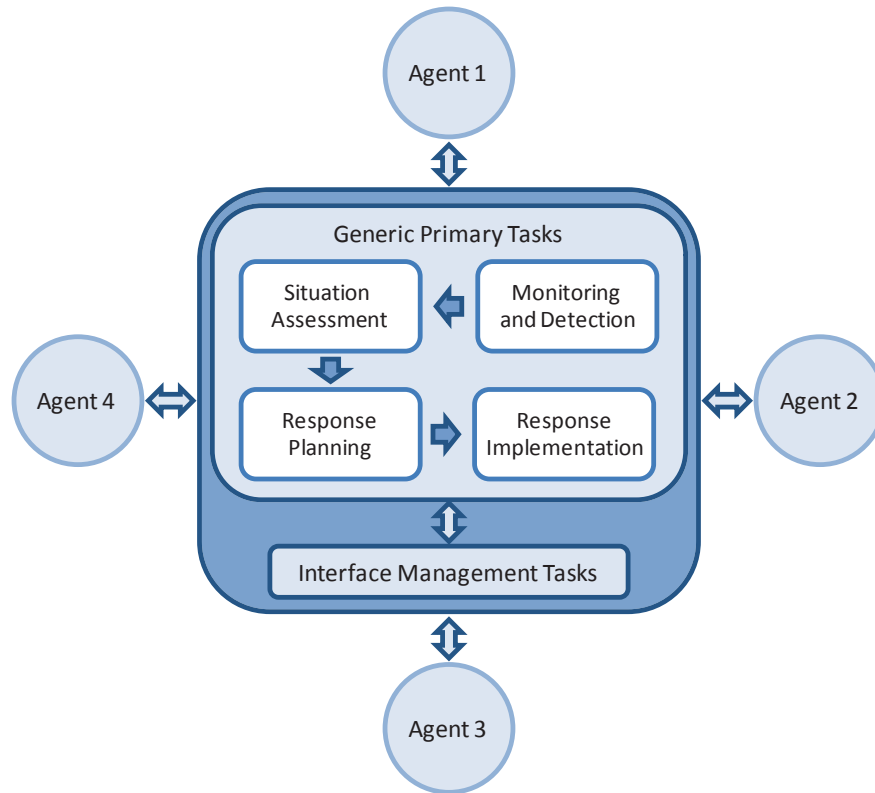 Agent 1
Generic Primary Tasks
Situation
Assessment
Monitoring
and Detection
Agent 4
Agent 2
Response
Planning
Response
Implementation
Interface Management Tasks
Agent 3